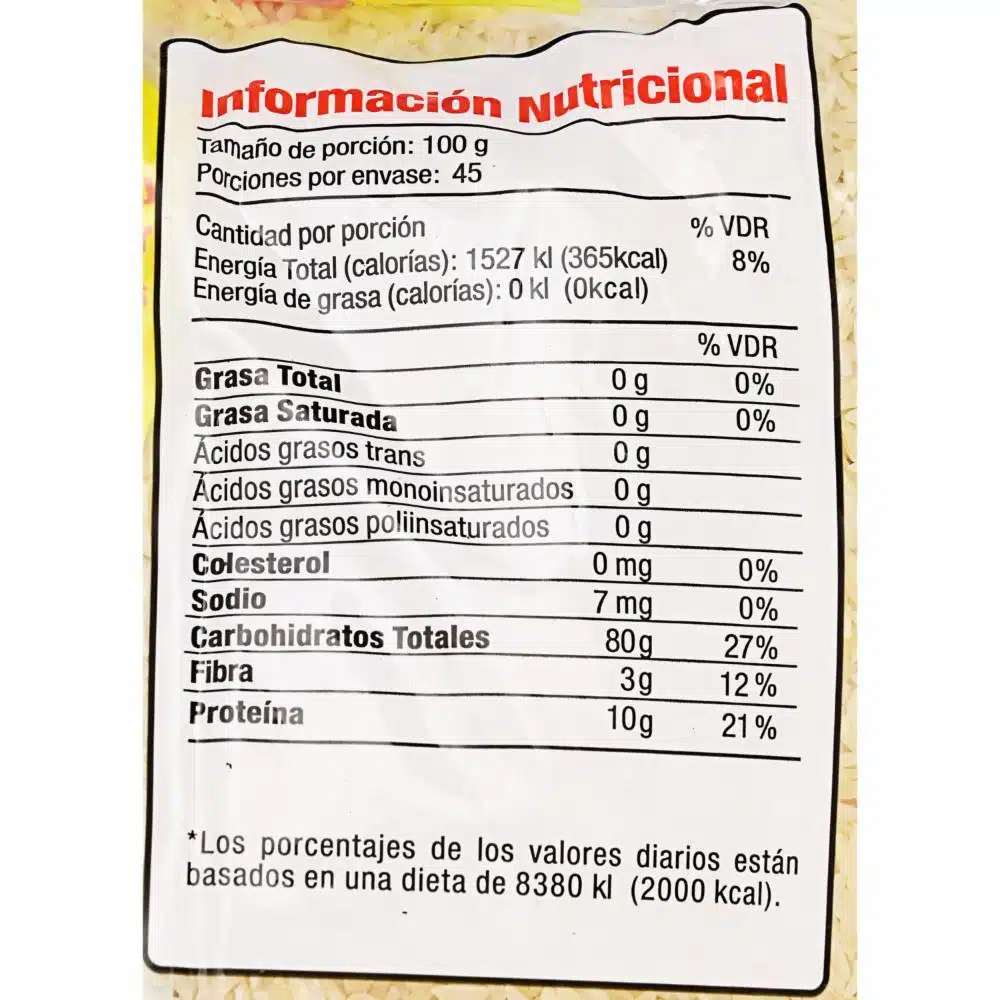 Información Nutricional
Tamaño de porción: 100 g
Porciones por envase: 45
Cantidad por porción % VDR
Energía Total (calorías): 1527 kl (365kcal) 8%
Energía de grasa (calorías): 0 kl (0kcal)
% VDR
Grasa Total 0 g 0%
Grasa Saturada 0 g 0%
Ácidos grasos trans 0 g
Ácidos grasos monoinsaturados 0 g
Ácidos grasos poliinsaturados 0 g
Colesterol 0 mg 0%
Sodio 7 mg 0%
Carbohidratos Totales 80g 27%
Fibra 3g 12%
Proteína 10g 21%
*Los porcentajes de los valores diarios están
basados en una dieta de 8380 kl (2000 kcal).